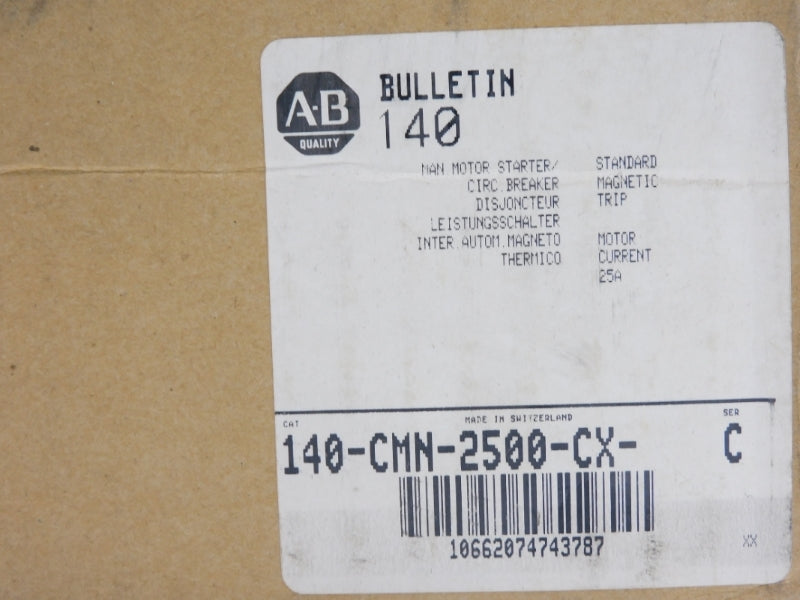 A-B
QUALITY
BULLETIN
140
MAN MOTOR STARTER/
CIRC.BREAKER
DISJONCTEUR
LEISTUNGSSCHALTER
INTER.AUTOM.MAGNETO
THERMICO
STANDARD
MAGNETIC
TRIP
MOTOR
CURRENT
25A
CAT
MADE IN SWITZERLAND
SER
140-CMN-2500-CX-
C
10662074743787
XX